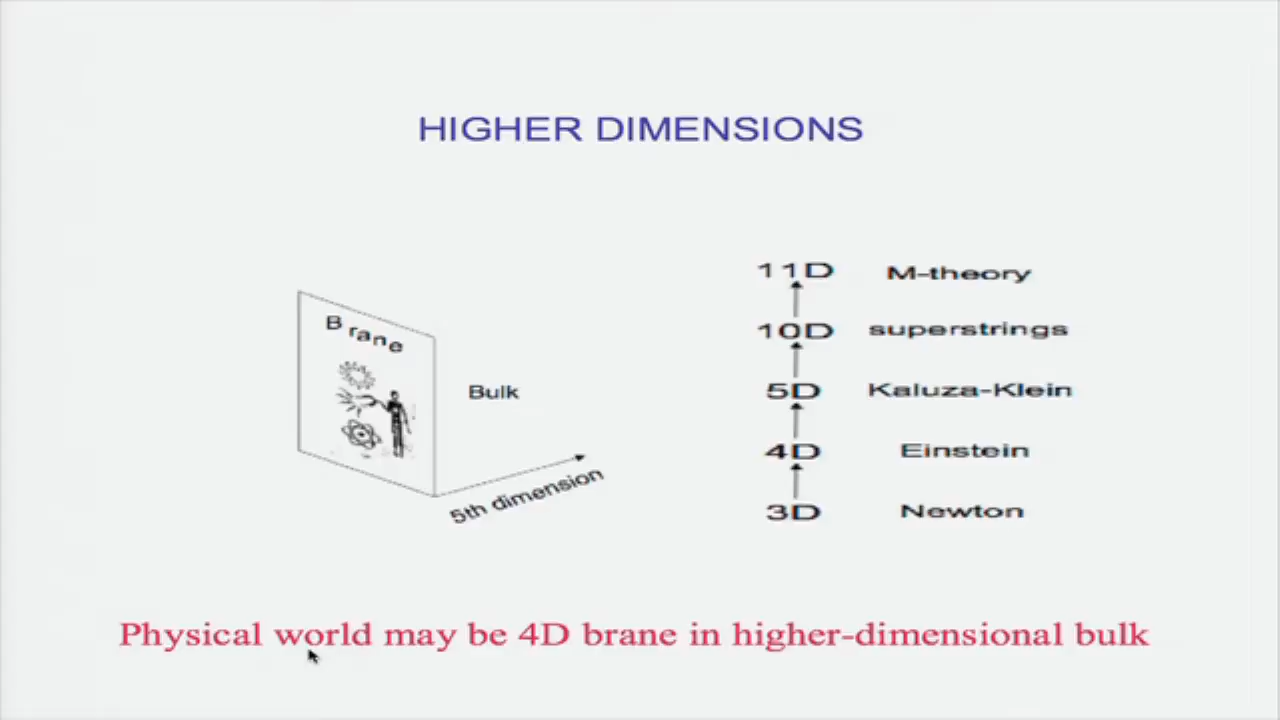 HIGHER DIMENSIONS
Brane
Bulk
5th dimension
11D M-theory
10D superstrings
5D Kaluza-Klein
4D Einstein
3D Newton
Physical world may be 4D brane in higher-dimensional bulk